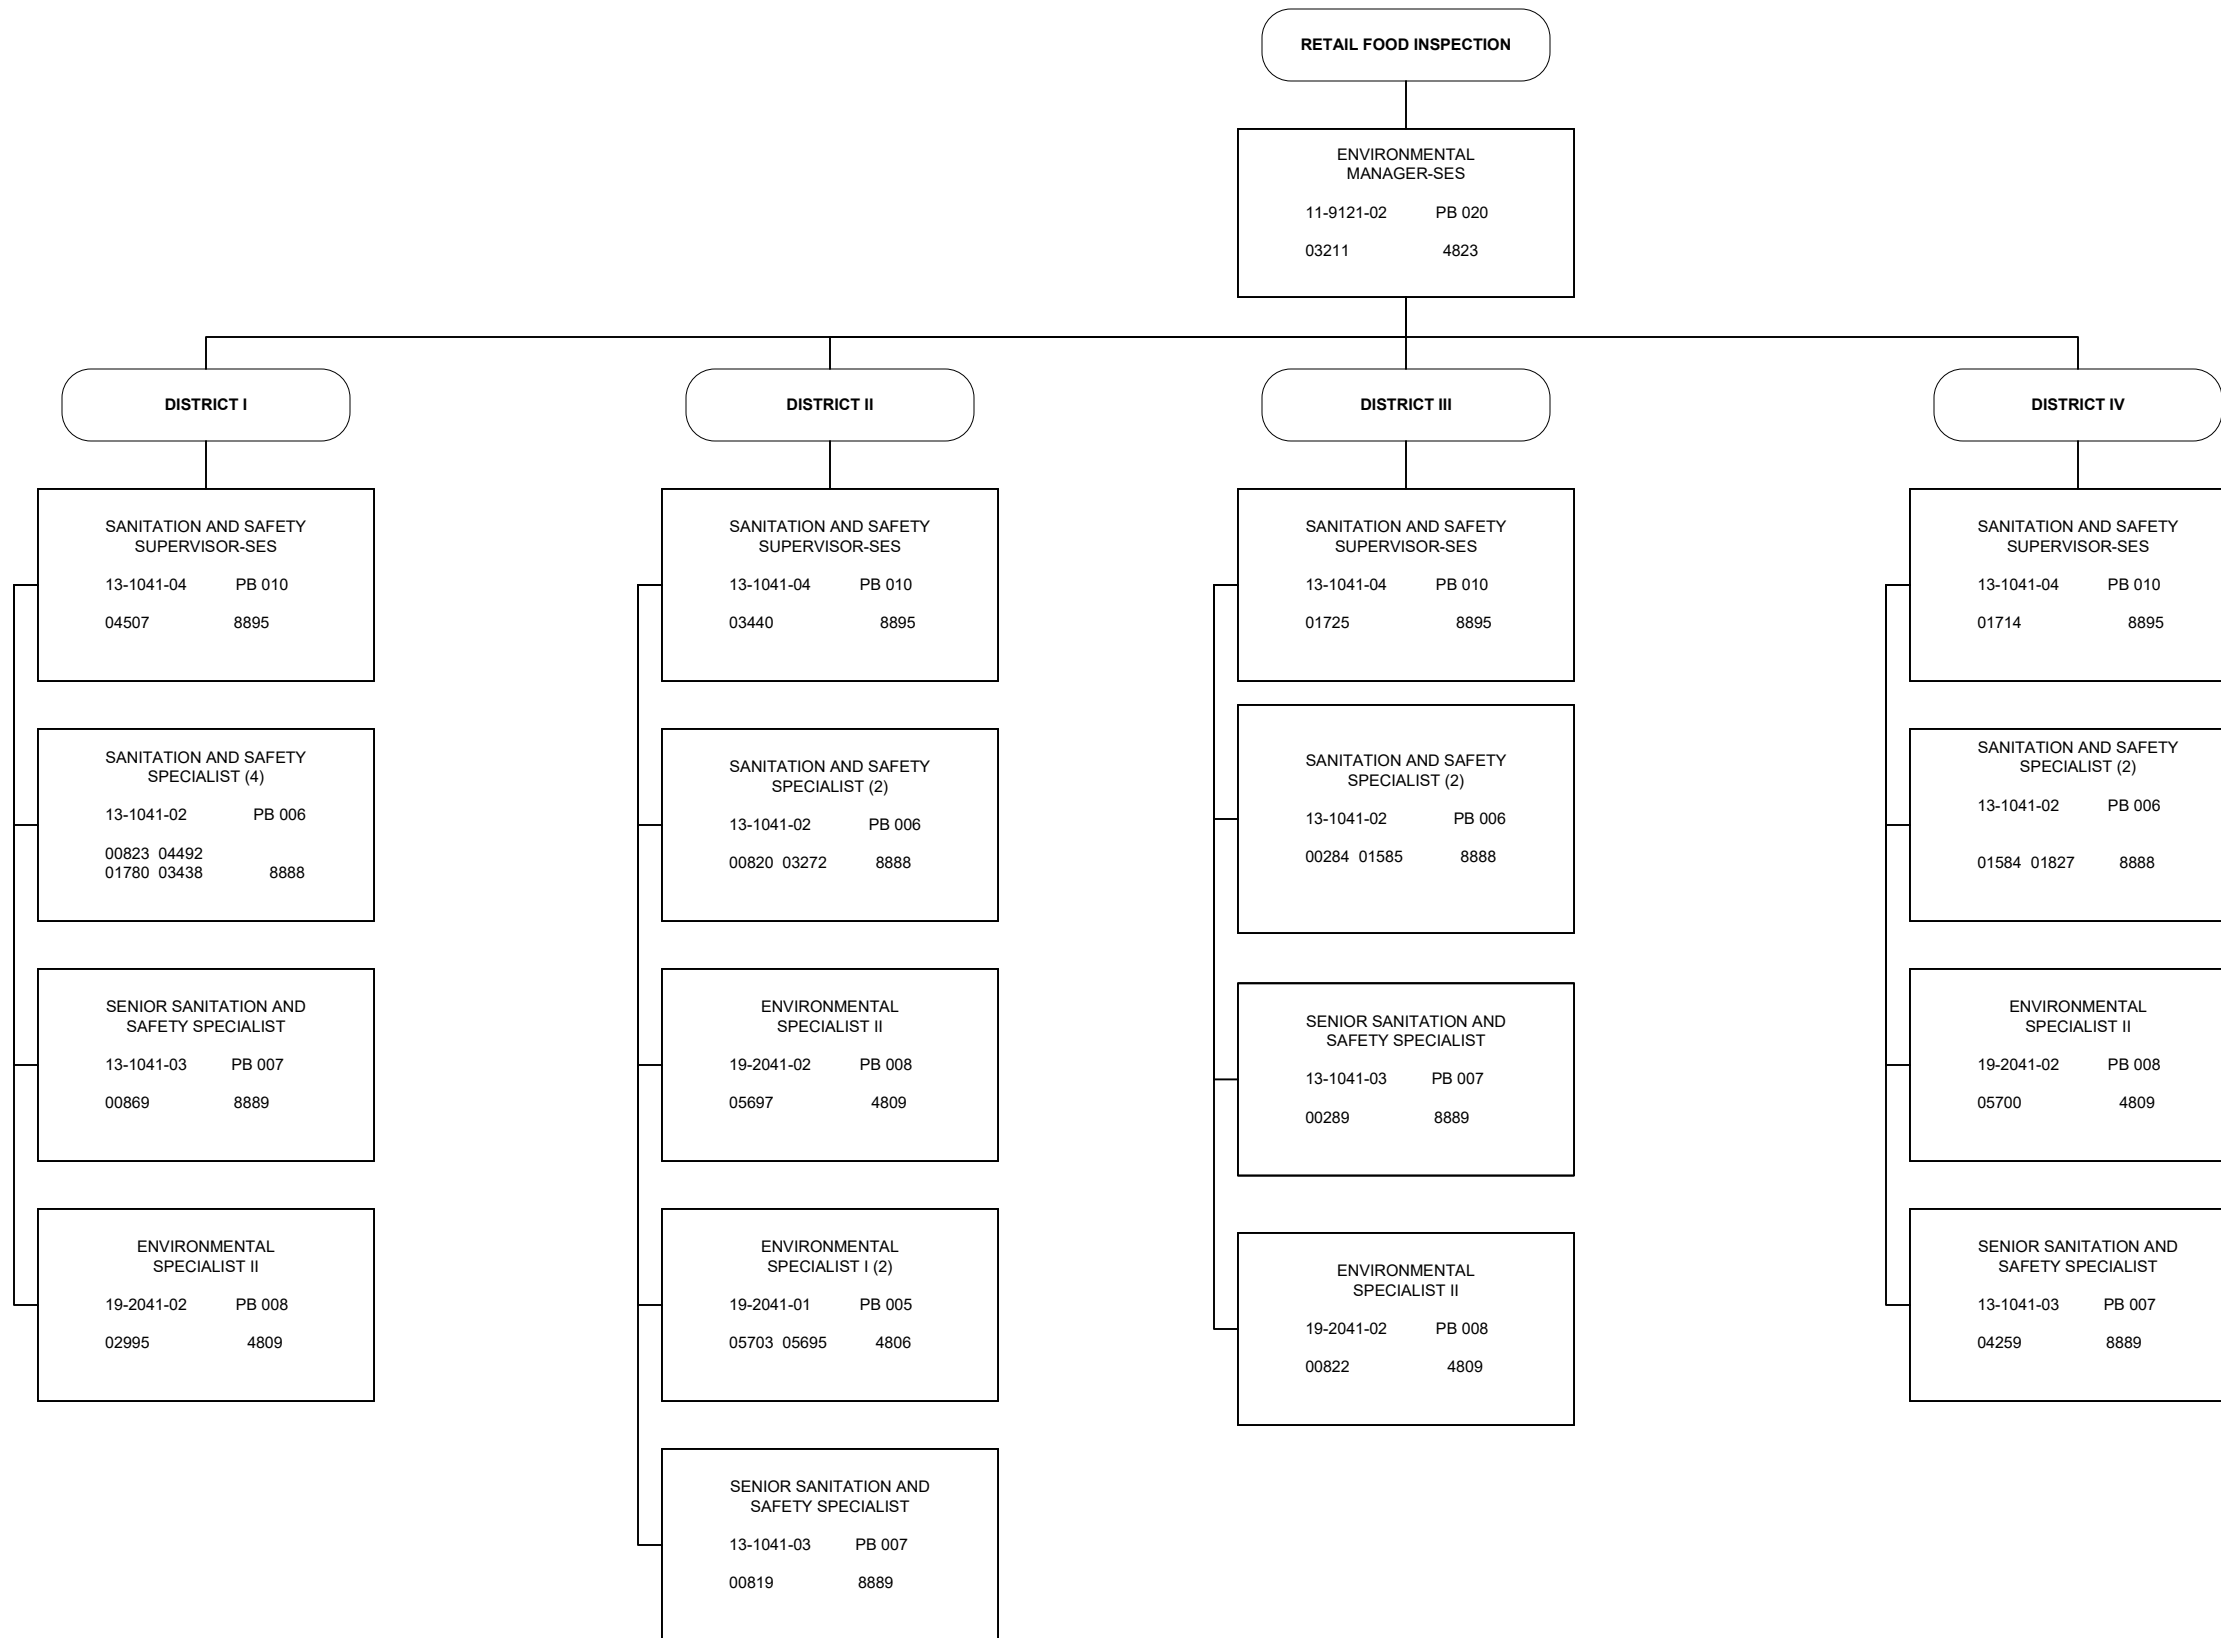 RETAIL FOOD INSPECTION
ENVIRONMENTAL
MANAGER-SES
11-9121-02 PB 020
03211 4823
DISTRICT I
SANITATION AND SAFETY
SUPERVISOR-SES
13-1041-04 PB 010
04507 8895
SANITATION AND SAFETY
SPECIALIST (4)
13-1041-02 PB 006
00823 04492
01780 03438 8888
SENIOR SANITATION AND
SAFETY SPECIALIST
13-1041-03 PB 007
00869 8889
ENVIRONMENTAL
SPECIALIST II
19-2041-02 PB 008
02995 4809
DISTRICT II
SANITATION AND SAFETY
SUPERVISOR-SES
13-1041-04 PB 010
03440 8895
SANITATION AND SAFETY
SPECIALIST (2)
13-1041-02 PB 006
00820 03272 8888
ENVIRONMENTAL
SPECIALIST II
19-2041-02 PB 008
05697 4809
ENVIRONMENTAL
SPECIALIST I (2)
19-2041-01 PB 005
05703 05695 4806
SENIOR SANITATION AND
SAFETY SPECIALIST
13-1041-03 PB 007
00819 8889
DISTRICT III
SANITATION AND SAFETY
SUPERVISOR-SES
13-1041-04 PB 010
01725 8895
SANITATION AND SAFETY
SPECIALIST (2)
13-1041-02 PB 006
00284 01585 8888
SENIOR SANITATION AND
SAFETY SPECIALIST
13-1041-03 PB 007
00289 8889
ENVIRONMENTAL
SPECIALIST II
19-2041-02 PB 008
00822 4809
DISTRICT IV
SANITATION AND SAFETY
SUPERVISOR-SES
13-1041-04 PB 010
01714 8895
SANITATION AND SAFETY
SPECIALIST (2)
13-1041-02 PB 006
01584 01827 8888
ENVIRONMENTAL
SPECIALIST II
19-2041-02 PB 008
05700 4809
SENIOR SANITATION AND
SAFETY SPECIALIST
13-1041-03 PB 007
04259 8889